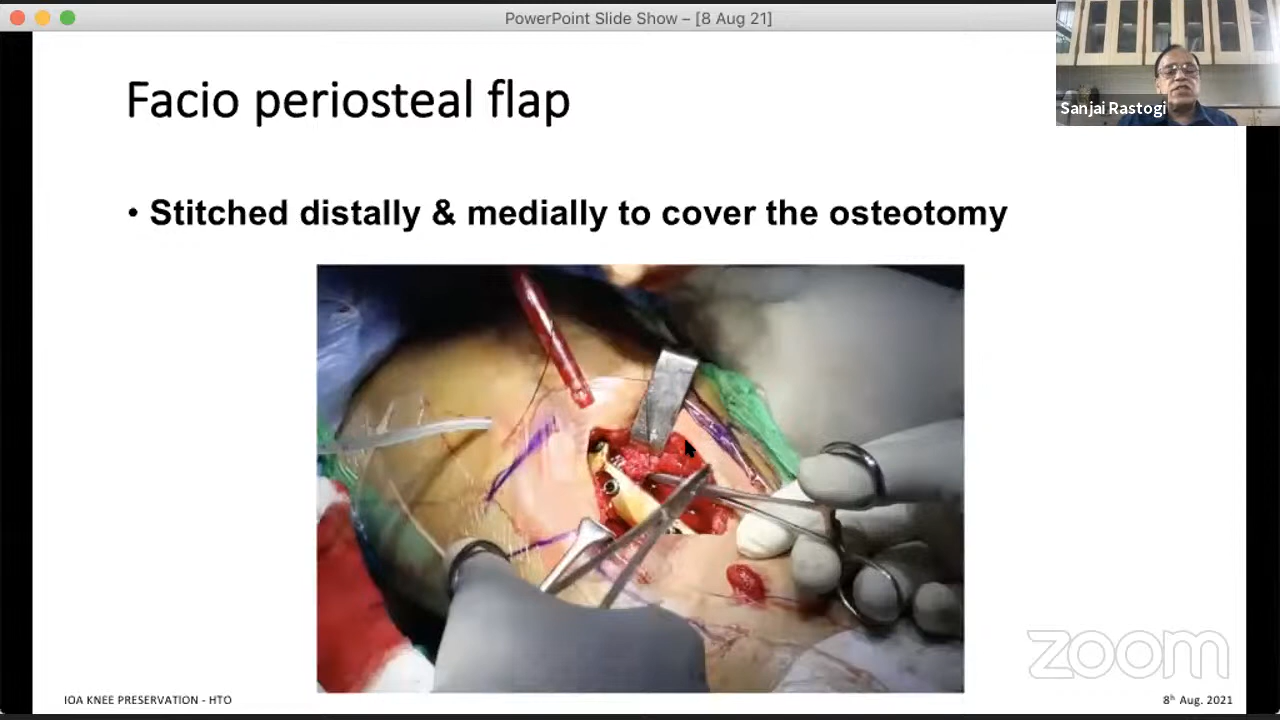 PowerPoint Slide Show – [8 Aug 21]
Sanjai Rastogi
Facio periosteal flap
• Stitched distally & medially to cover the osteotomy
zoom
IOA KNEE PRESERVATION - HTO
8ʰ Aug. 2021